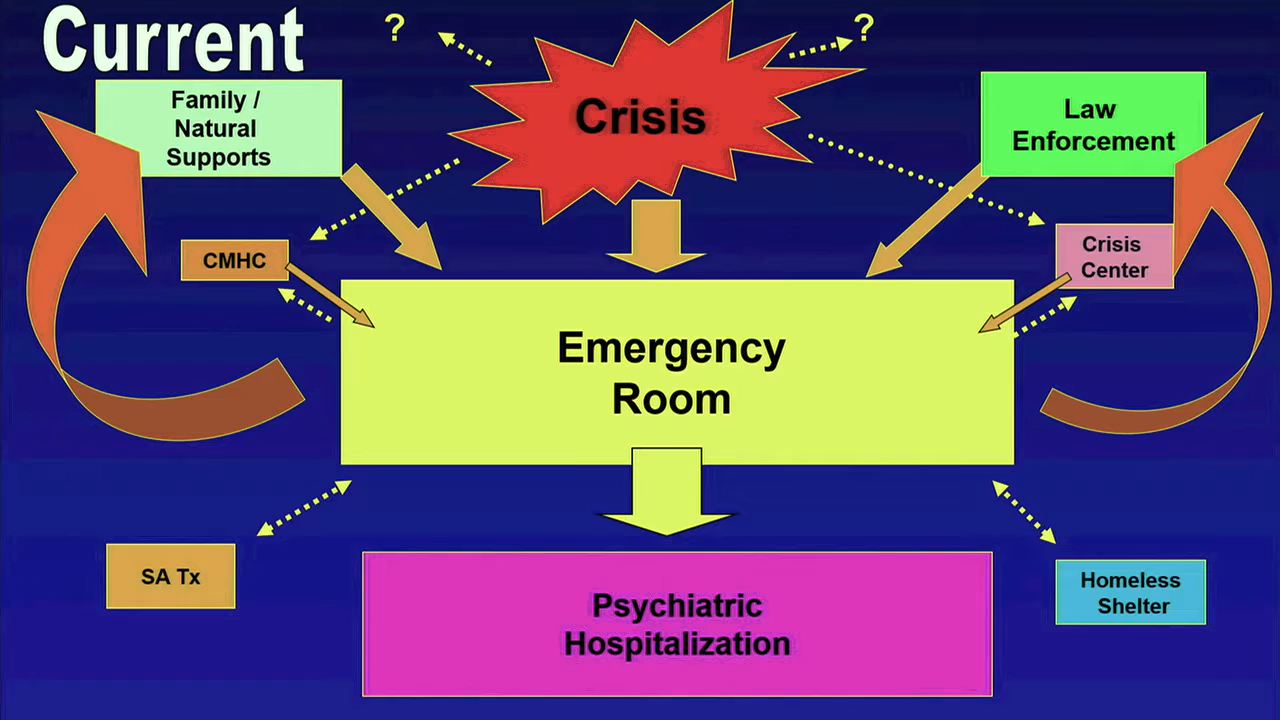 Current
?
?
Crisis
Family /
Natural
Supports
Law
Enforcement
CMHC
Crisis
Center
Emergency
Room
SA Tx
Homeless
Shelter
Psychiatric
Hospitalization